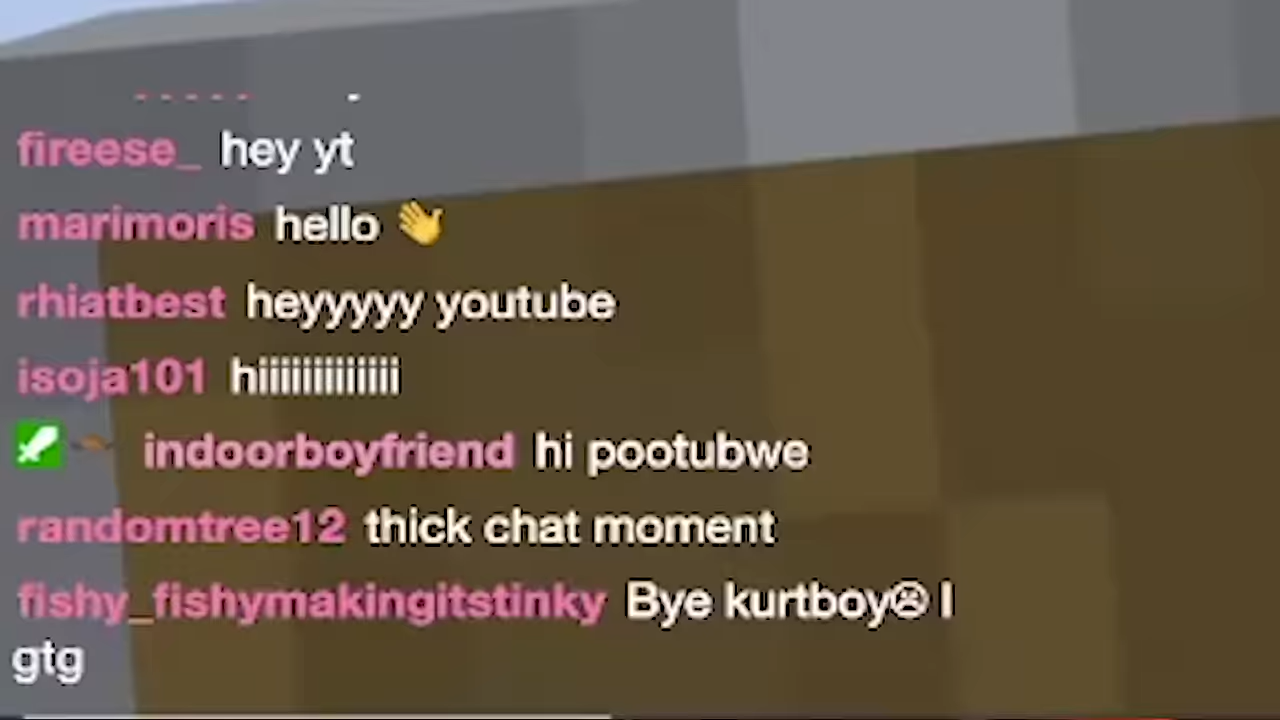 fireese_ hey yt
marimoris hello 👋
rhiatbest heyyyyy youtube
isoja101 hiiiiiiiiiiiiii
indoorboyfriend hi pootubwe
randomtree12 thick chat moment
fishy_fishymakingitstinky Bye kurtboy☹ I
gtg